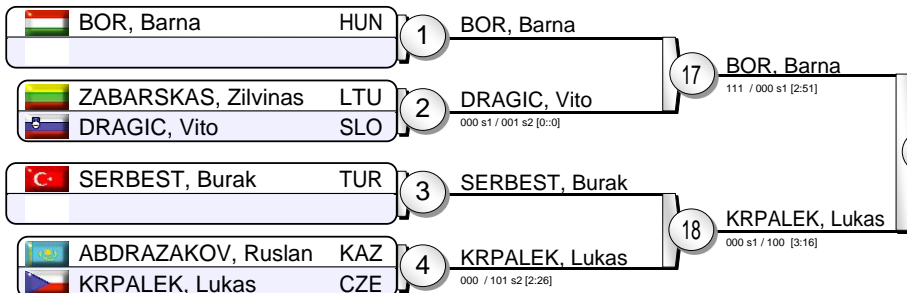 BOR, Barna HUN
1
BOR, Barna
ZABARSKAS, Zilvinas LTU
DRAGIC, Vito SLO
2
DRAGIC, Vito
000 s1 / 001 s2 [0::0]
17
BOR, Barna
111 / 000 s1 [2:51]
SERBEST, Burak TUR
3
SERBEST, Burak
ABDRAZAKOV, Ruslan KAZ
KRPALEK, Lukas CZE
4
KRPALEK, Lukas
000 / 101 s2 [2:26]
18
KRPALEK, Lukas
000 s1 / 100 [3:16]